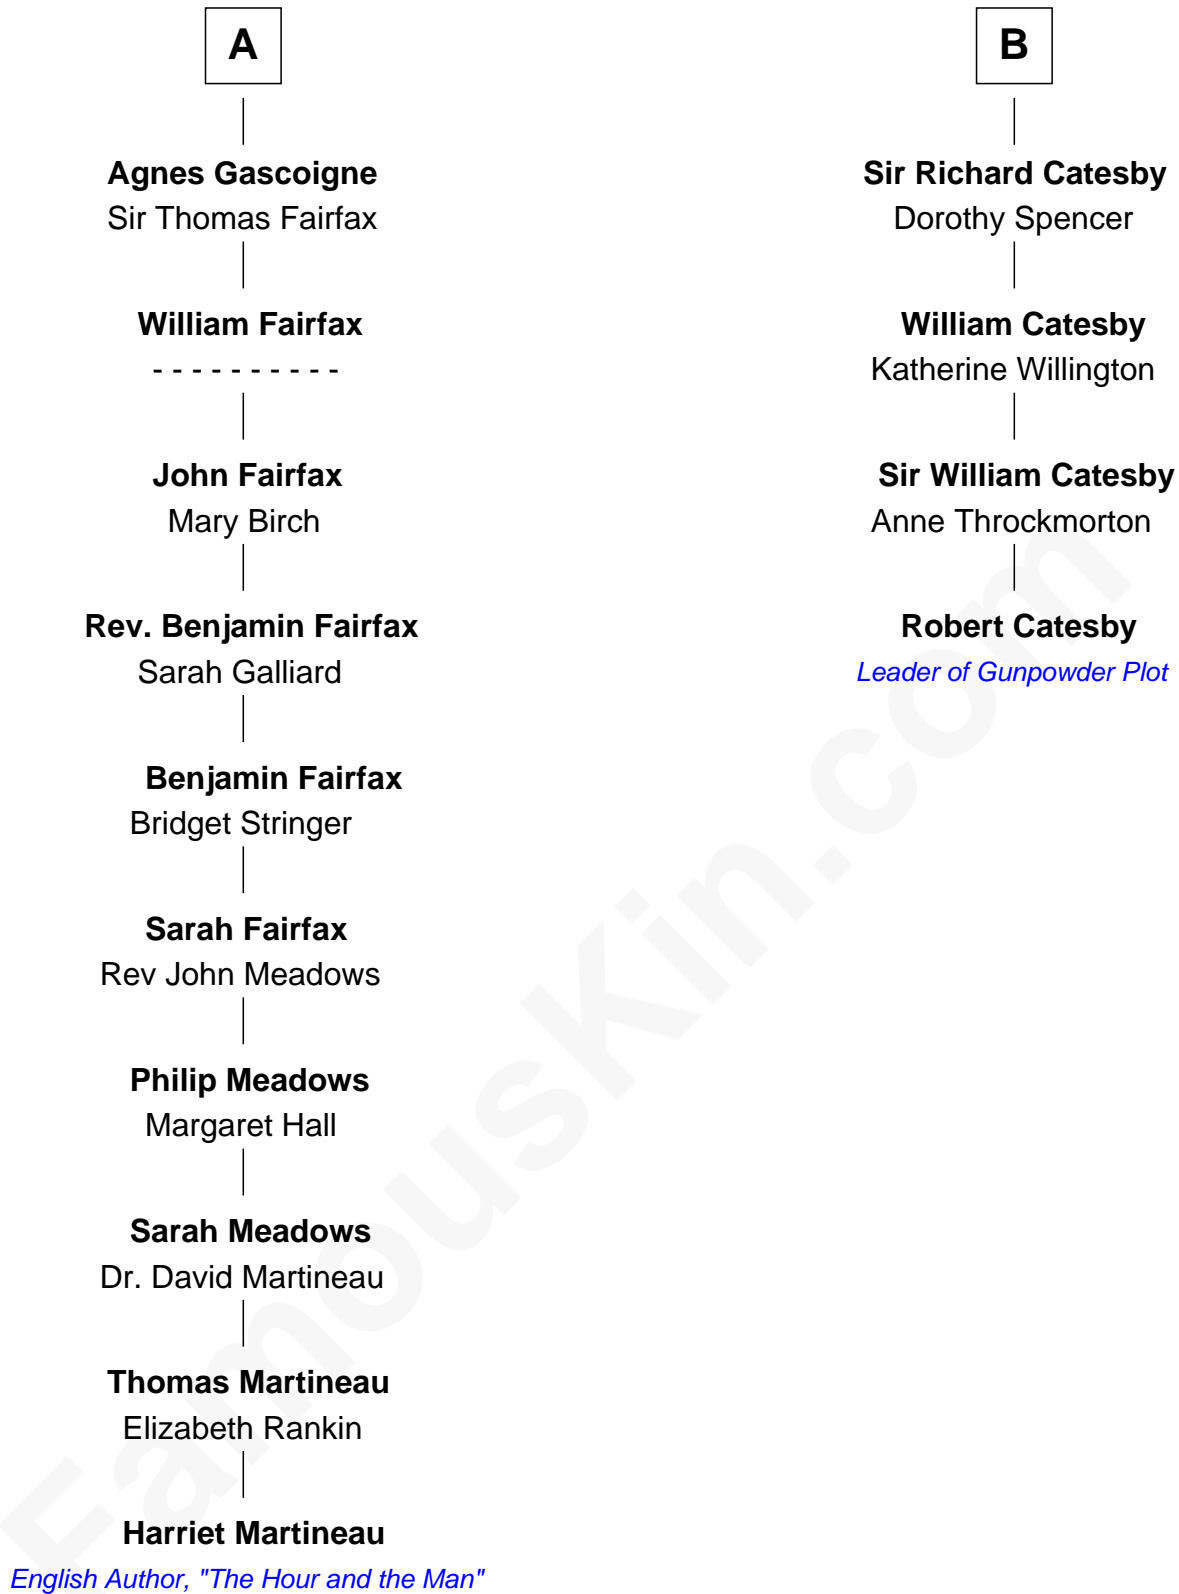 A
Agnes Gascoigne
Sir Thomas Fairfax
William Fairfax
- - - - - - - - - -
John Fairfax
Mary Birch
Rev. Benjamin Fairfax
Sarah Galliard
Benjamin Fairfax
Bridget Stringer
Sarah Fairfax
Rev John Meadows
Philip Meadows
Margaret Hall
Sarah Meadows
Dr. David Martineau
Thomas Martineau
Elizabeth Rankin
Harriet Martineau
English Author, "The Hour and the Man"
B
Sir Richard Catesby
Dorothy Spencer
William Catesby
Katherine Willington
Sir William Catesby
Anne Throckmorton
Robert Catesby
Leader of Gunpowder Plot
FamousKin.com